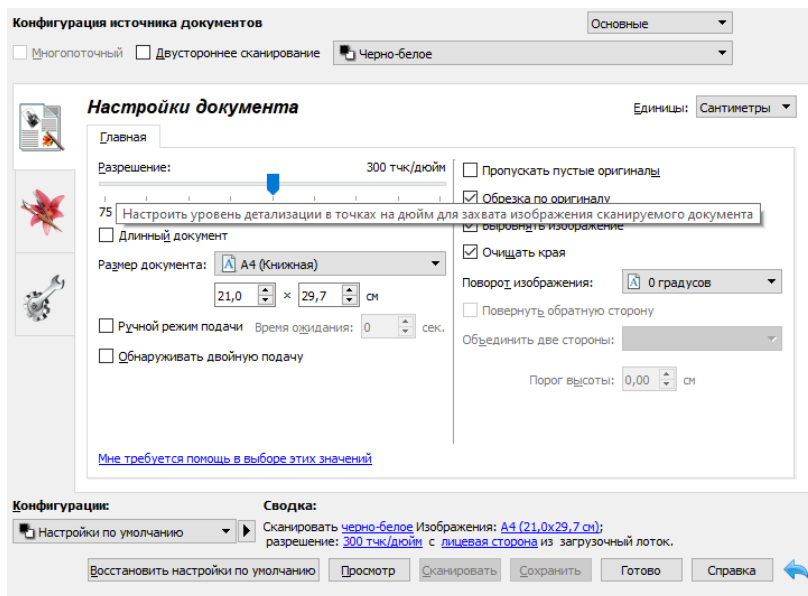 Конфигурация источника документов
Основные
Многопоточный
Двустороннее сканирование
Черно-белое
Настройки документа
Единицы: Сантиметры
Главная
Разрешение: 300 тчк/дюйм
75
Настроить уровень детализации в точках на дюйм для захвата изображения сканируемого документа
Длинный документ
Размер документа: A4 (Книжная)
21,0 × 29,7 см
Ручной режим подачи Время ожидания: 0 сек.
Обнаруживать двойную подачу
Мне требуется помощь в выборе этих значений
Пропускать пустые оригиналы
Обрезка по оригиналу
Выровнять изображение
Очищать края
Поворот изображения: 0 градусов
Повернуть обратную сторону
Объединить две стороны:
Порог высоты: 0,00 см
Конфигурации:
Настройки по умолчанию
Сводка:
Сканировать черно-белое Изображения: A4 (21,0x29,7 см);
разрешение: 300 тчк/дюйм с лицевая сторона из загрузочный лоток.
Восстановить настройки по умолчанию
Просмотр
Сканировать
Сохранить
Готово
Справка